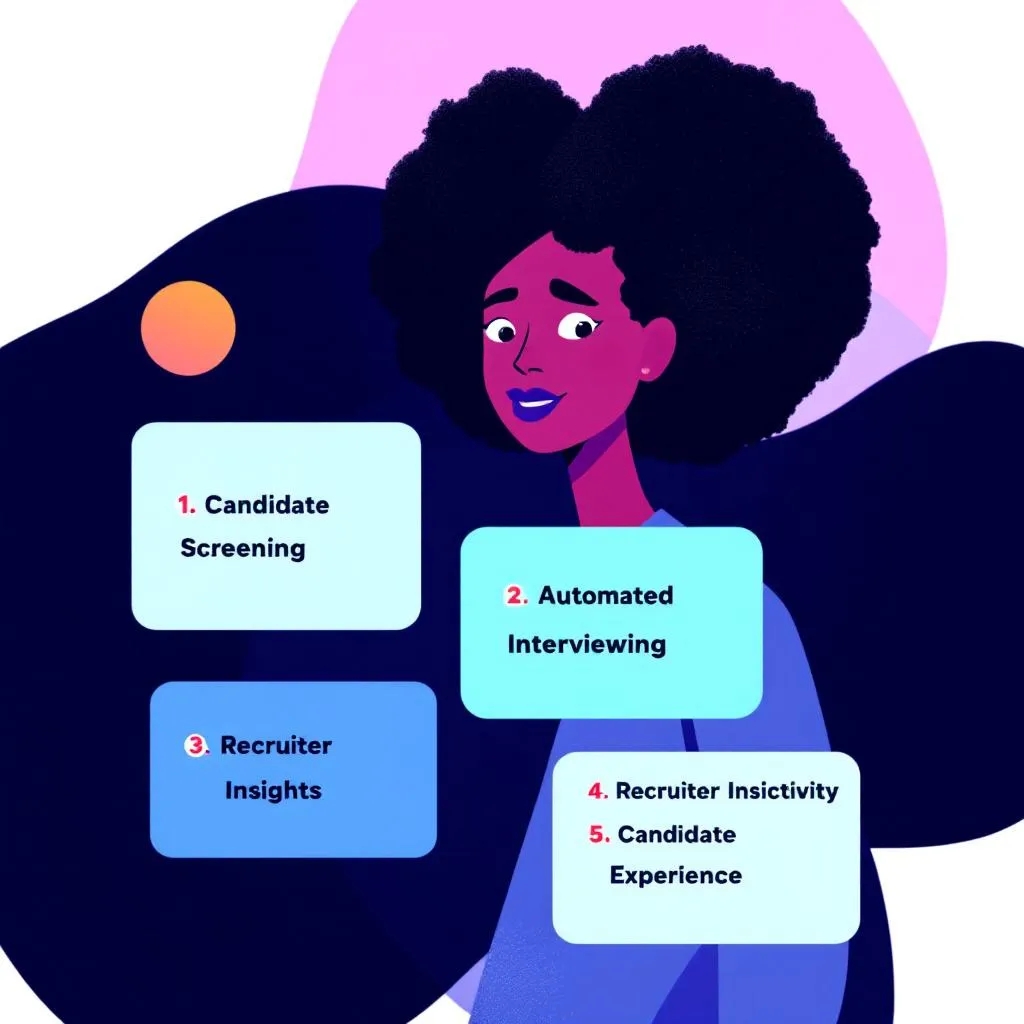 1. Candidate
Screening
2. Automated
Interviewing
3. Recruiter
Insights
4. Recruiter Insictivity
5. Candidate
Experience